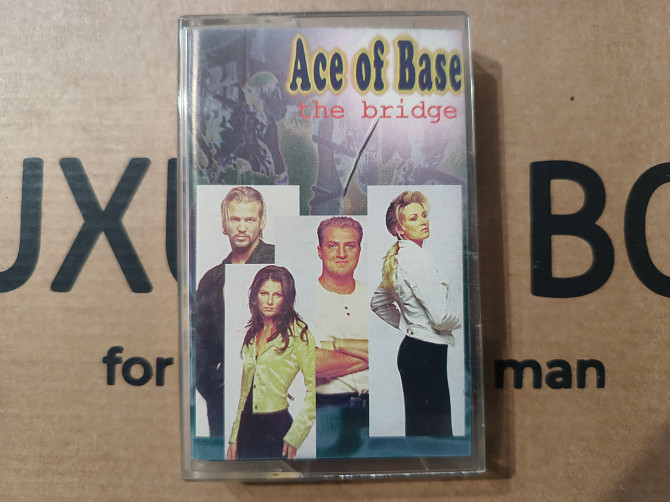 Ace of Base
the bridge
UXU BO
for man